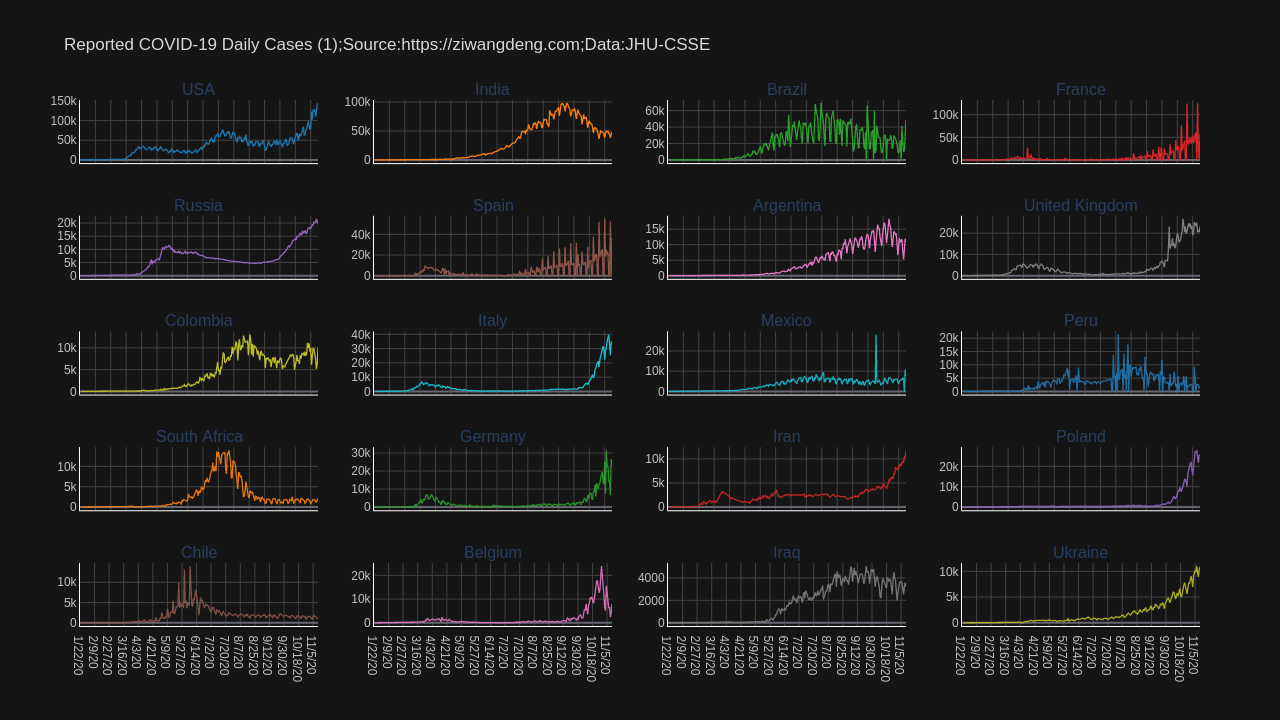 Reported COVID-19 Daily Cases (1);Source:https://ziwangdeng.com;Data:JHU-CSSE
USA
150k
100k
50k
0
India
100k
50k
0
Brazil
60k
40k
20k
0
France
100k
50k
0
Russia
20k
15k
10k
5k
0
Spain
40k
20k
0
Argentina
15k
10k
5k
0
United Kingdom
20k
10k
0
Colombia
10k
5k
0
Italy
40k
30k
20k
10k
0
Mexico
20k
10k
0
Peru
20k
15k
10k
5k
0
South Africa
10k
5k
0
Germany
30k
20k
10k
0
Iran
10k
5k
0
Poland
20k
10k
0
Chile
10k
5k
0
Belgium
20k
10k
0
Iraq
4000
2000
0
Ukraine
10k
5k
0
1/22/20
2/9/20
3/16/20
4/3/20
4/21/20
5/9/20
5/27/20
6/14/20
7/2/20
7/20/20
8/7/20
8/25/20
9/12/20
9/30/20
10/18/20
11/5/20
1/22/20
2/9/20
2/27/20
3/16/20
4/3/20
4/21/20
5/9/20
5/27/20
6/14/20
7/2/20
7/20/20
8/7/20
8/25/20
9/12/20
9/30/20
10/18/20
11/5/20
1/22/20
2/9/20
2/27/20
3/16/20
4/3/20
4/21/20
5/9/20
5/27/20
6/14/20
7/2/20
7/20/20
8/7/20
8/25/20
9/12/20
9/30/20
10/18/20
11/5/20
1/22/20
2/9/20
2/27/20
3/16/20
4/3/20
4/21/20
5/9/20
5/27/20
6/14/20
7/2/20
7/20/20
8/7/20
8/25/20
9/12/20
9/30/20
10/18/20
11/5/20